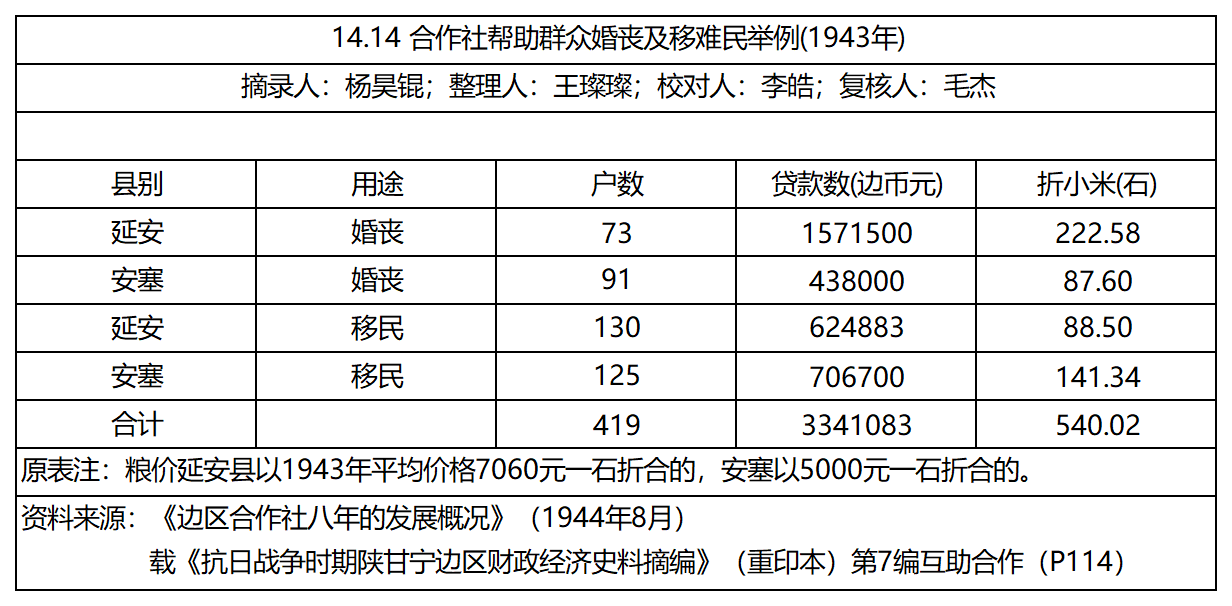 14.14 合作社帮助群众婚丧及移难民举例(1943年)
摘录人：杨昊锟；整理人：王璨璨；校对人：李皓；复核人：毛杰
县别 用途 户数 贷款数(边币元) 折小米(石)
延安 婚丧 73 1571500 222.58
安塞 婚丧 91 438000 87.60
延安 移民 130 624883 88.50
安塞 移民 125 706700 141.34
合计 419 3341083 540.02
原表注：粮价延安县以1943年平均价格7060元一石折合的，安塞以5000元一石折合的。
资料来源：《边区合作社八年的发展概况》（1944年8月）
载《抗日战争时期陕甘宁边区财政经济史料摘编》（重印本）第7编互助合作（P114）